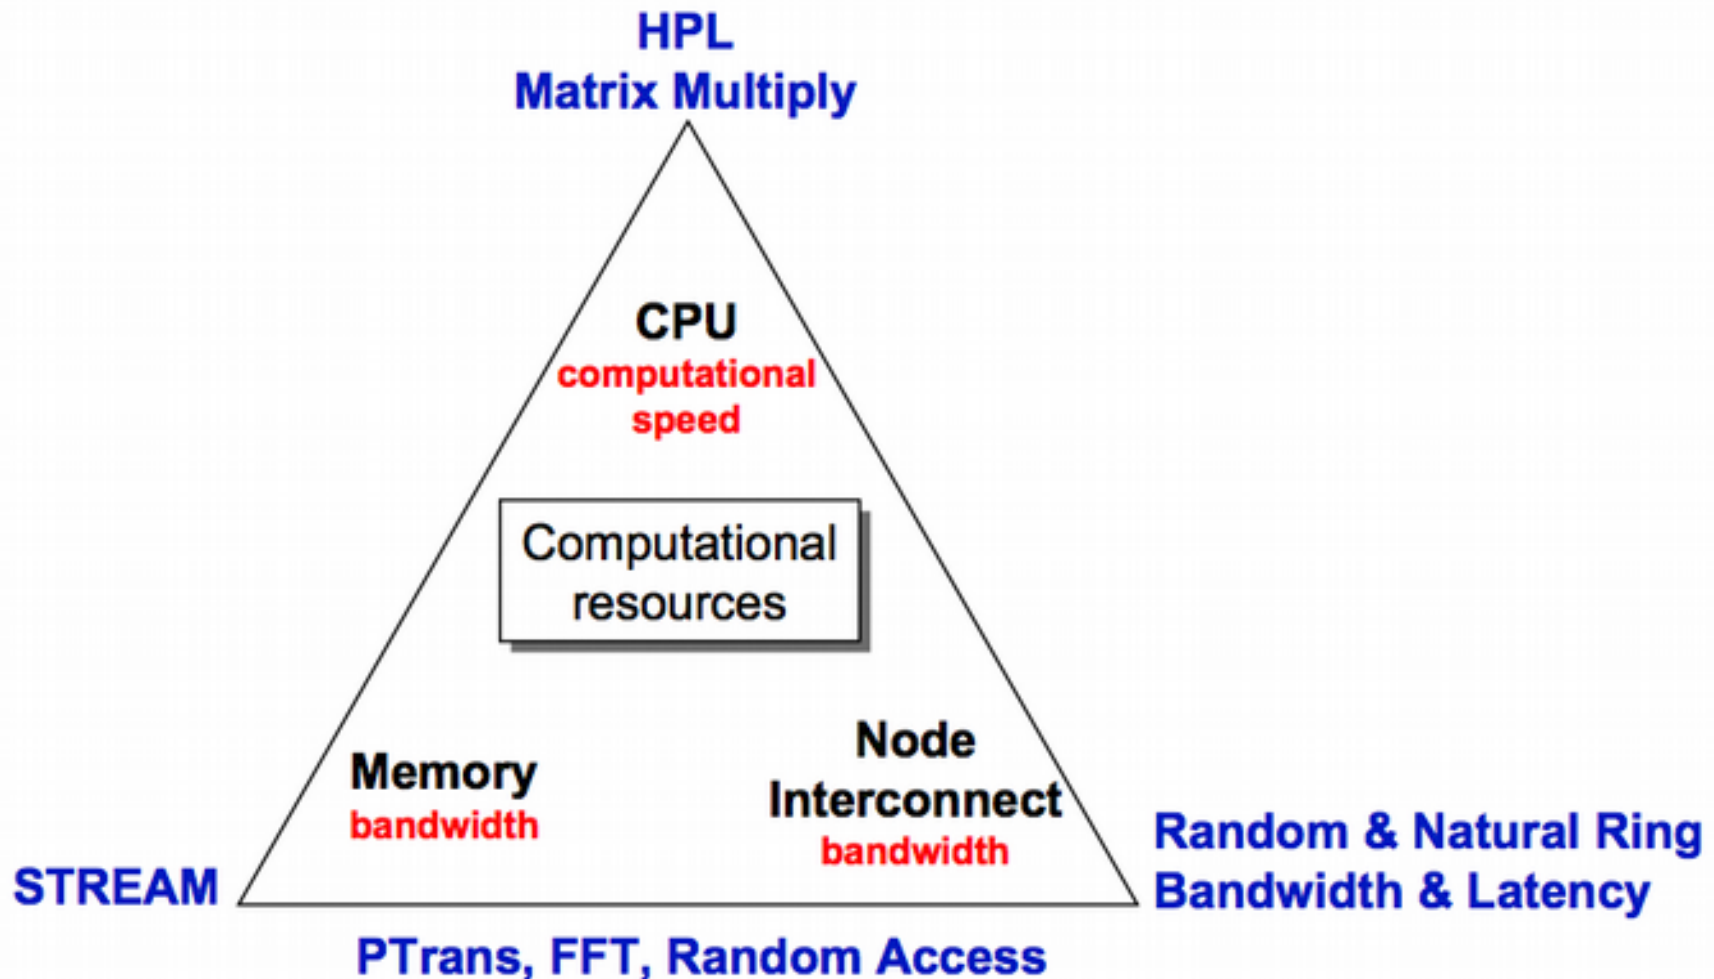 HPL
Matrix Multiply
CPU
computational
speed
Computational
resources
Memory
bandwidth
Node
Interconnect
bandwidth
STREAM
Random & Natural Ring
Bandwidth & Latency
PTrans, FFT, Random Access